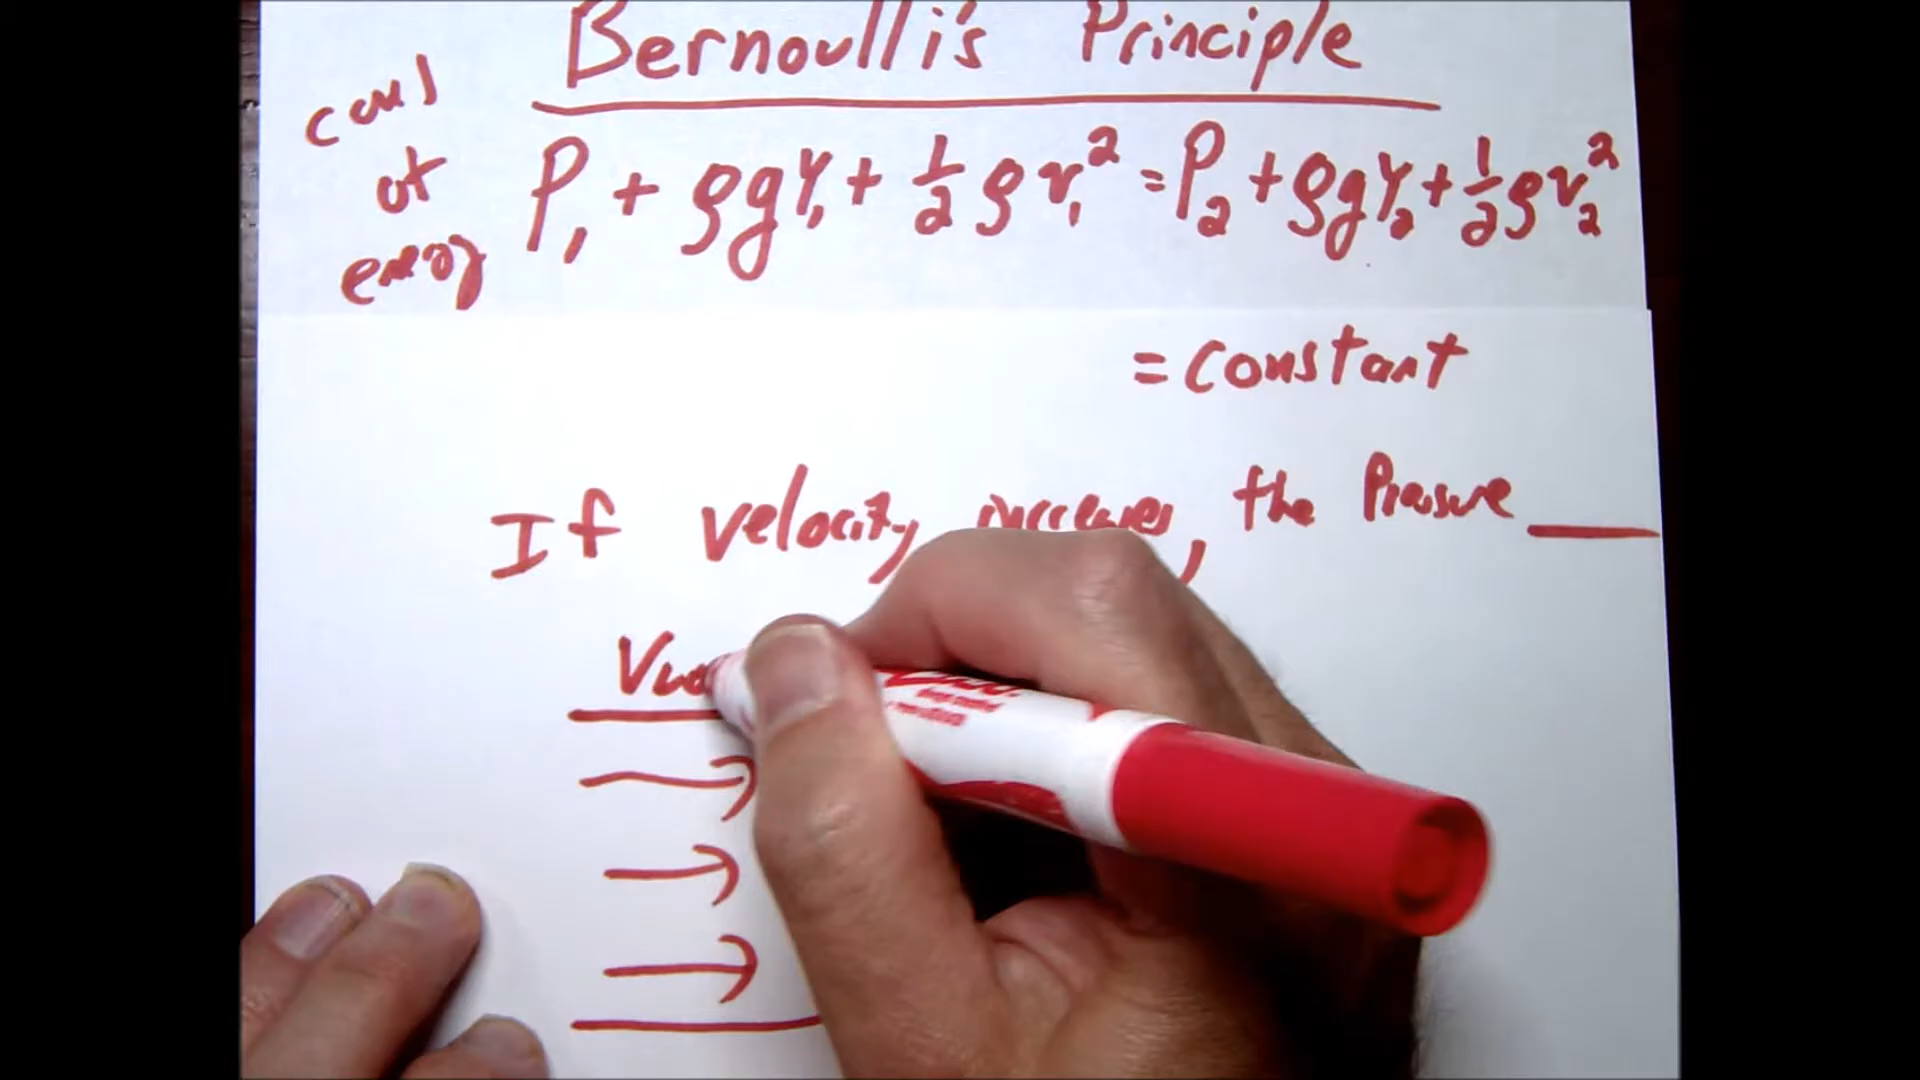 Bernoulli's Principle
cons
of
energy
P₁ + ρgy₁ + ½ρv₁² = P₂ + ρgy₂ + ½ρv₂²
= constant
If velocity increases, the Pressure ____